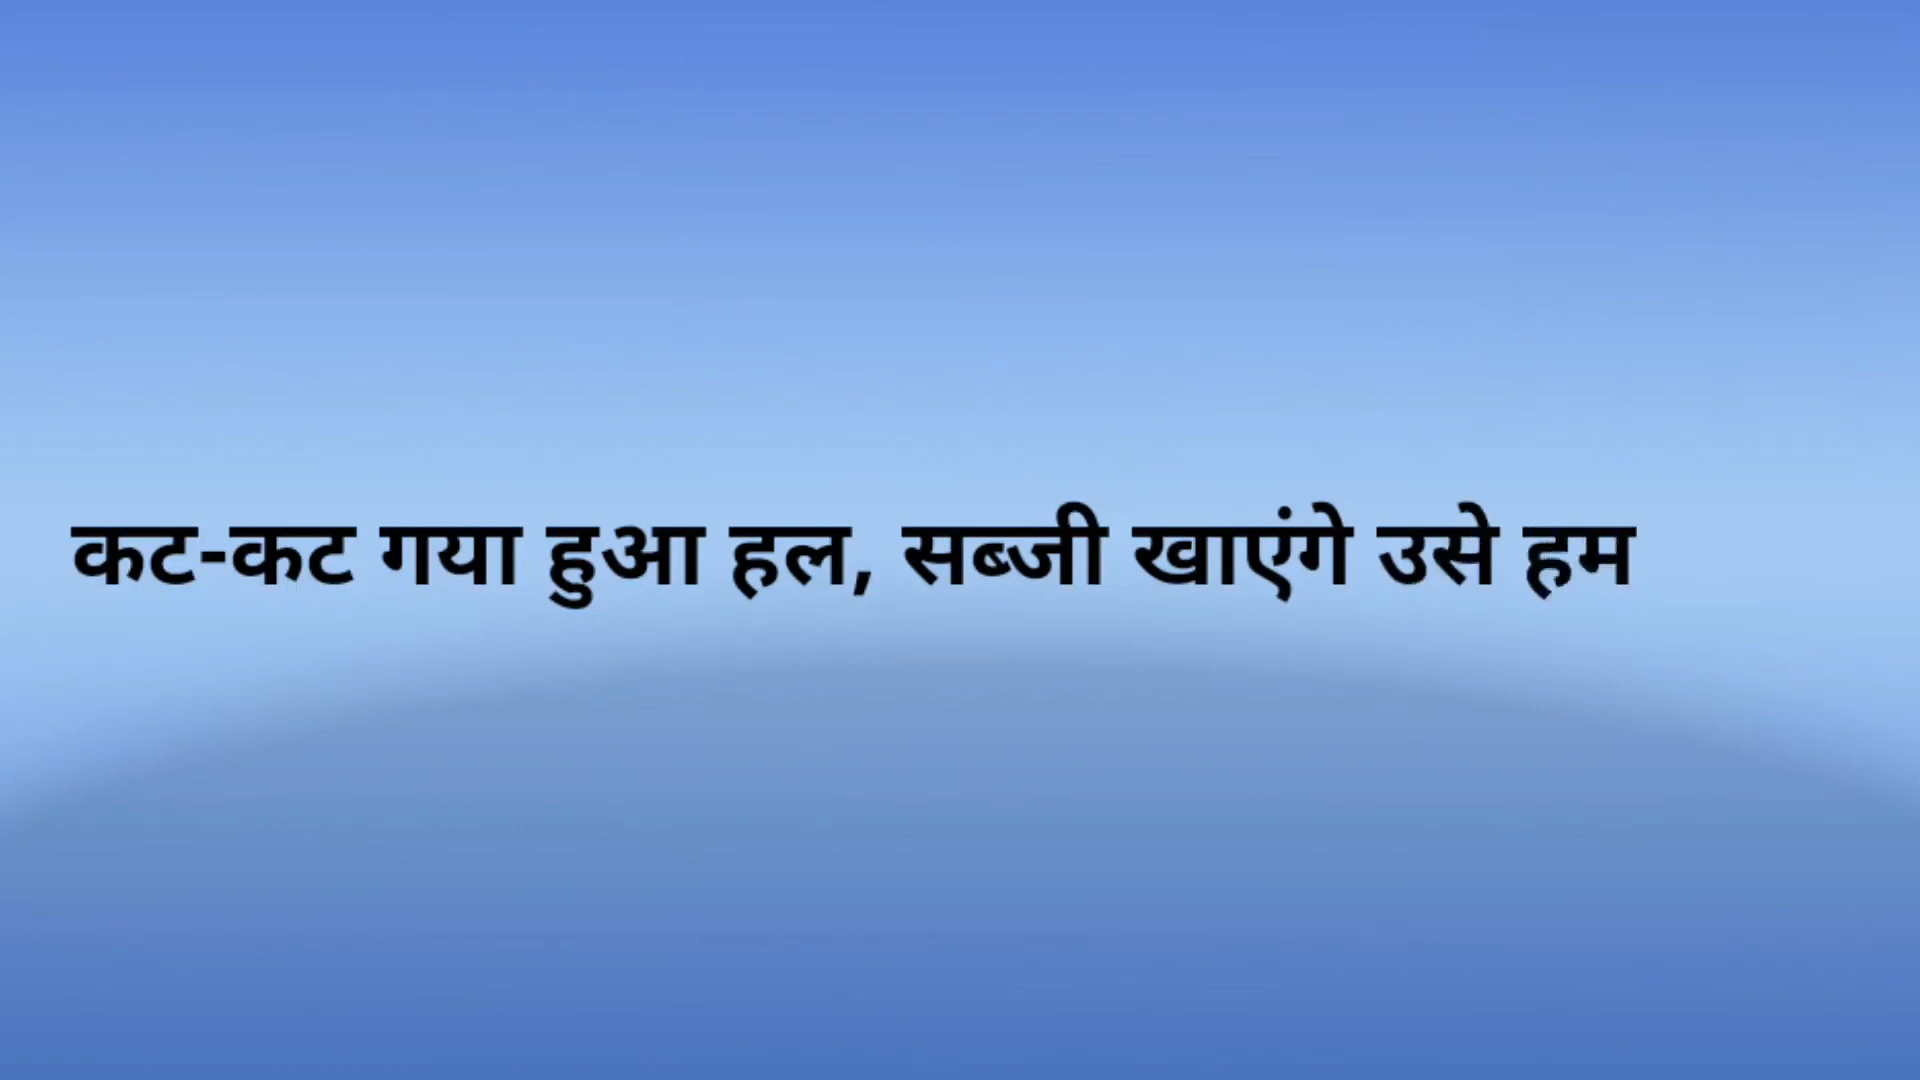 कट-कट गया हुआ हल, सब्जी खाएंगे उसे हम